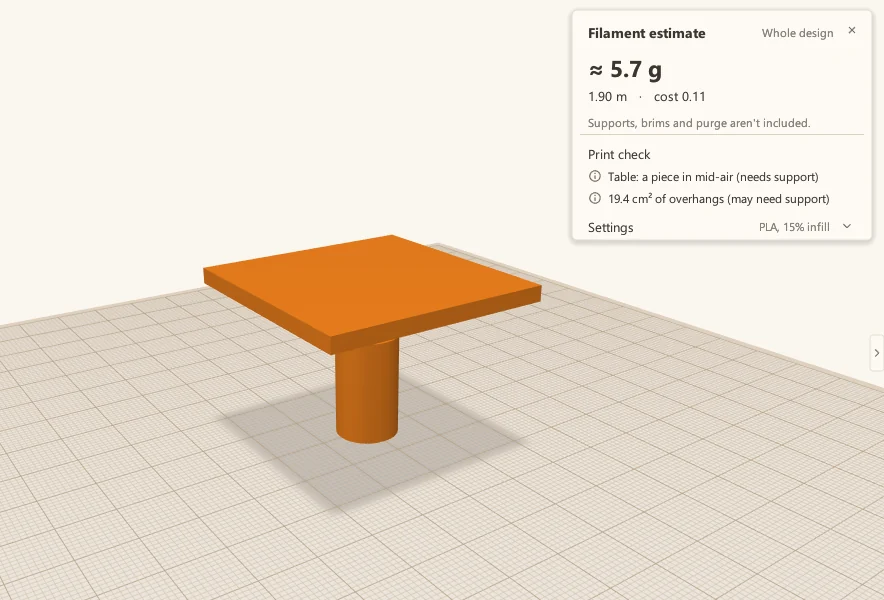 Filament estimate Whole design ×
≈ 5.7 g
1.90 m · cost 0.11
Supports, brims and purge aren't included.
Print check
Table: a piece in mid-air (needs support)
19.4 cm² of overhangs (may need support)
Settings PLA, 15% infill